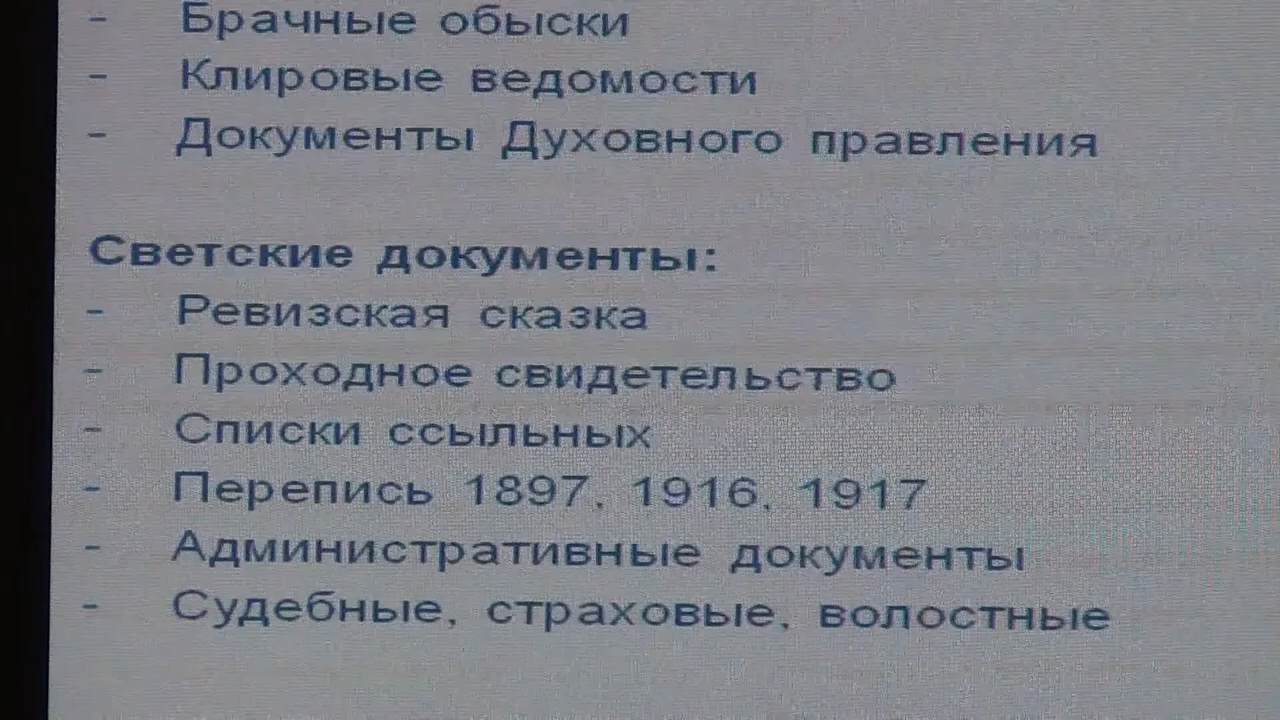 - Брачные обыски
- Клировые ведомости
- Документы Духовного правления
Светские документы:
- Ревизская сказка
- Проходное свидетельство
- Списки ссыльных
- Перепись 1897, 1916, 1917
- Административные документы
- Судебные, страховые, волостные